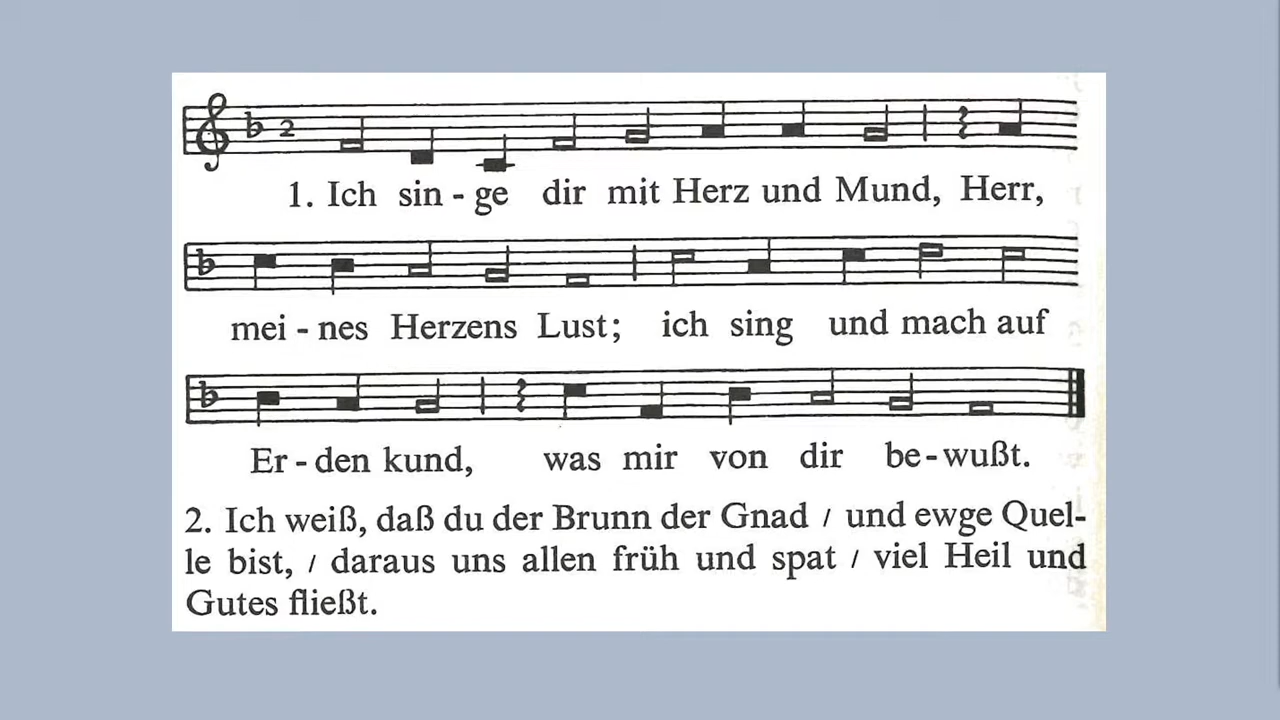 2
1. Ich sin - ge dir mit Herz und Mund, Herr,
mei - nes Herzens Lust; ich sing und mach auf
Er - den kund, was mir von dir be - wußt.
2. Ich weiß, daß du der Brunn der Gnad / und ewge Quel-
le bist, / daraus uns allen früh und spat / viel Heil und
Gutes fließt.